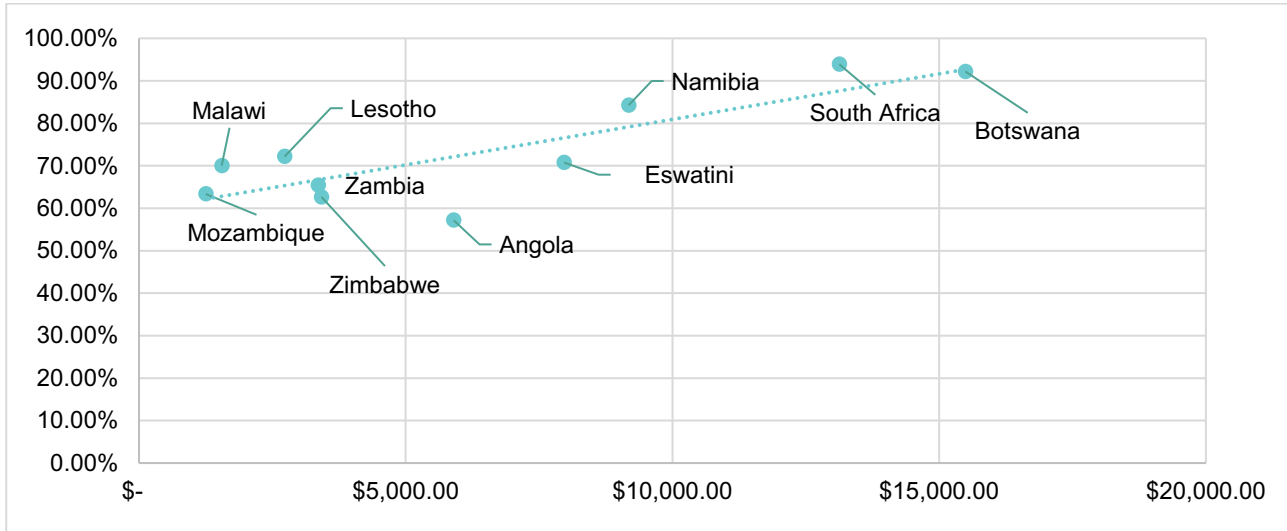 100.00%
90.00%
80.00%
70.00%
60.00%
50.00%
40.00%
30.00%
20.00%
10.00%
0.00%
Namibia
Malawi
Lesotho
South Africa
Botswana
Eswatini
Zambia
Mozambique
Angola
Zimbabwe
$-
$5,000.00
$10,000.00
$15,000.00
$20,000.00